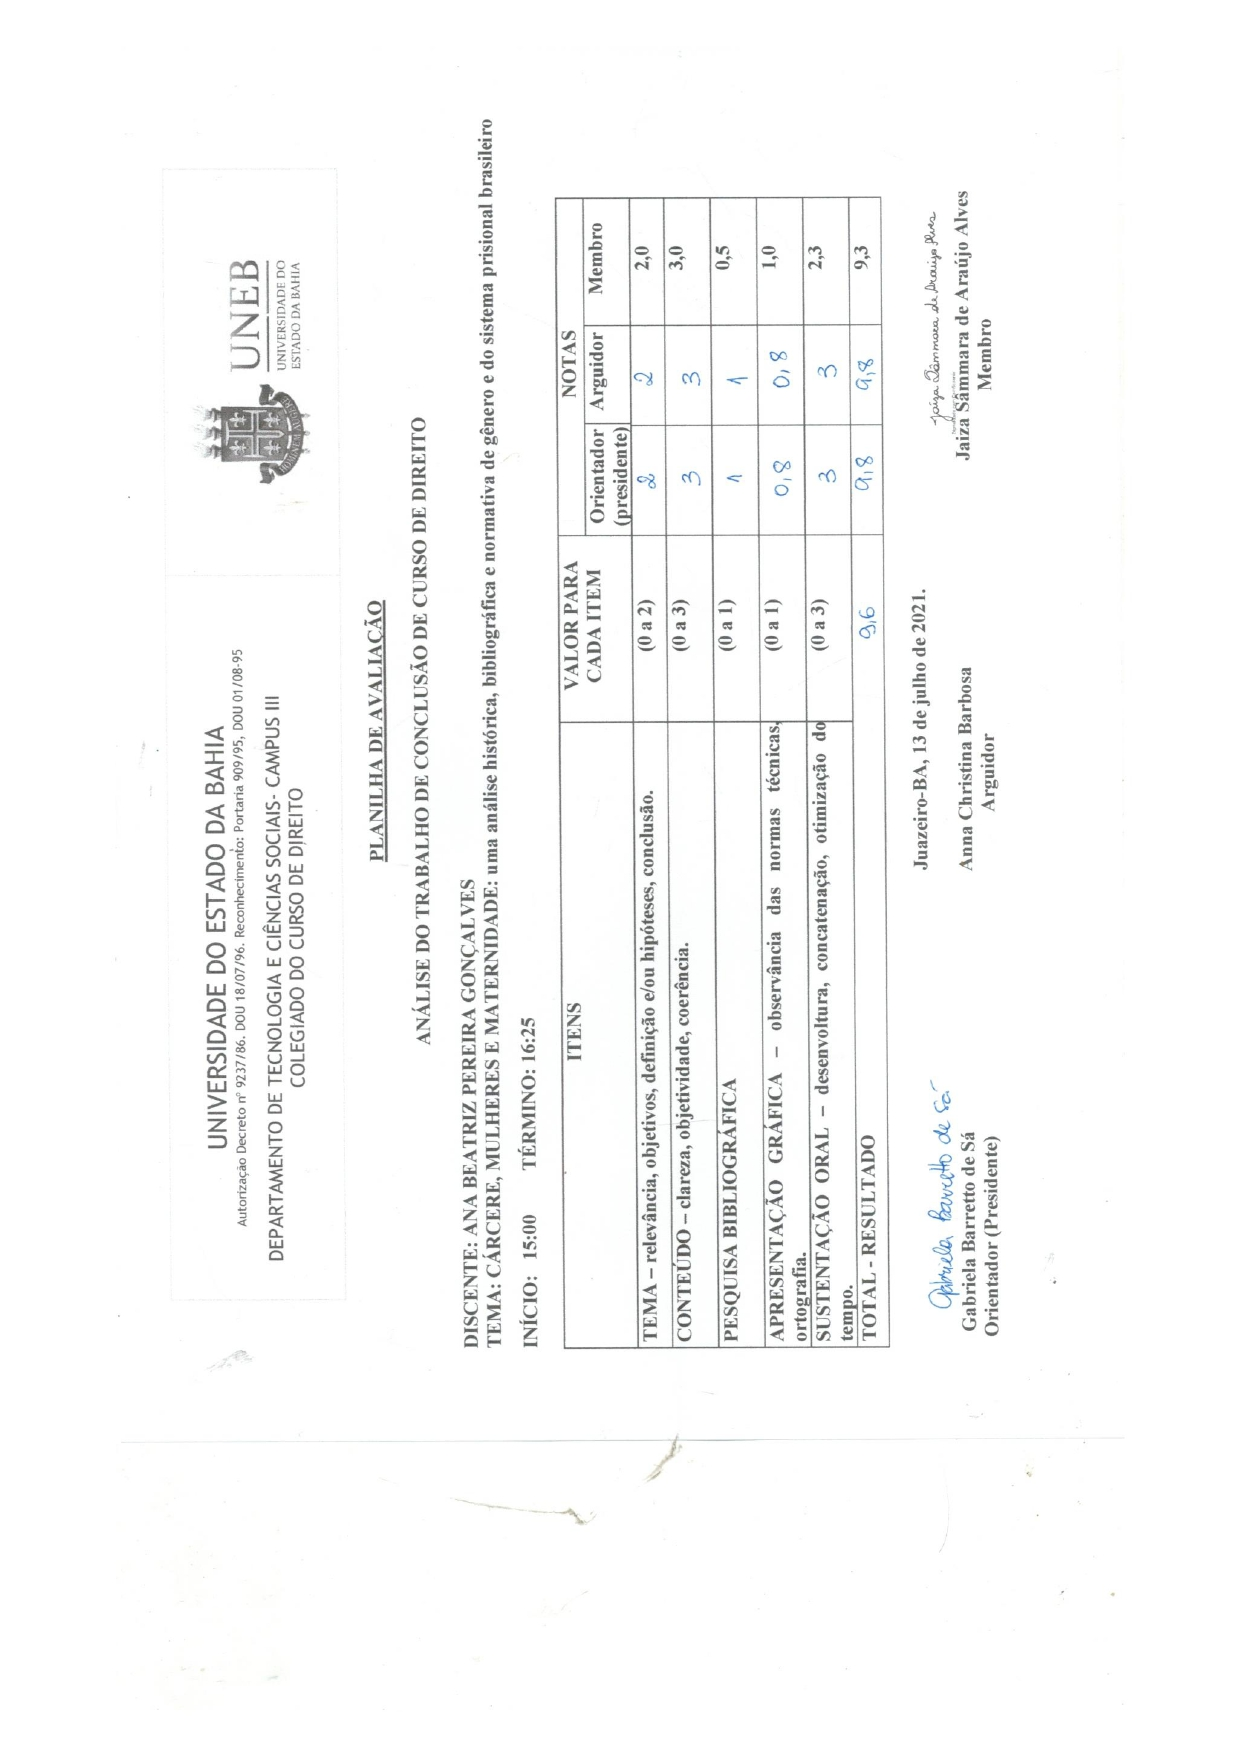 UNIVERSIDADE DO ESTADO DA BAHIA
Autorização Decreto nº 9237/86. DOU 18/07/96. Reconhecimento: Portaria 909/95, DOU 01/08-95
DEPARTAMENTO DE TECNOLOGIA E CIÊNCIAS SOCIAIS- CAMPUS III
COLEGIADO DO CURSO DE DIREITO
UNEB
UNIVERSIDADE DO
ESTADO DA BAHIA
PLANILHA DE AVALIAÇÃO
ANÁLISE DO TRABALHO DE CONCLUSÃO DE CURSO DE DIREITO
DISCENTE: ANA BEATRIZ PEREIRA GONÇALVES
TEMA: CÁRCERE, MULHERES E MATERNIDADE: uma análise histórica, bibliográfica e normativa de gênero e do sistema prisional brasileiro
INÍCIO: 15:00 TÉRMINO: 16:25
ITENS
VALOR PARA
CADA ITEM
NOTAS
Orientador
(presidente)
Arguidor
Membro
TEMA – relevância, objetivos, definição e/ou hipóteses, conclusão. (0 a 2) 2 2 2,0
CONTEÚDO – clareza, objetividade, coerência. (0 a 3) 3 3 3,0
PESQUISA BIBLIOGRÁFICA (0 a 1) 1 1 0,5
APRESENTAÇÃO GRÁFICA – observância das normas técnicas, (0 a 1) 0,8 0,8 1,0
ortografia.
SUSTENTAÇÃO ORAL – desenvoltura, concatenação, otimização do (0 a 3) 3 3 2,3
tempo.
TOTAL - RESULTADO 9,6 9,8 9,8 9,3
Juazeiro-BA, 13 de julho de 2021.
Gabriela Barretto de Sá
Gabriela Barretto de Sá
Orientador (Presidente)
Anna Christina Barbosa
Arguidor
Jaiza Sâmmara de Araújo Alves
Jaiza Sâmmara de Araújo Alves
Membro